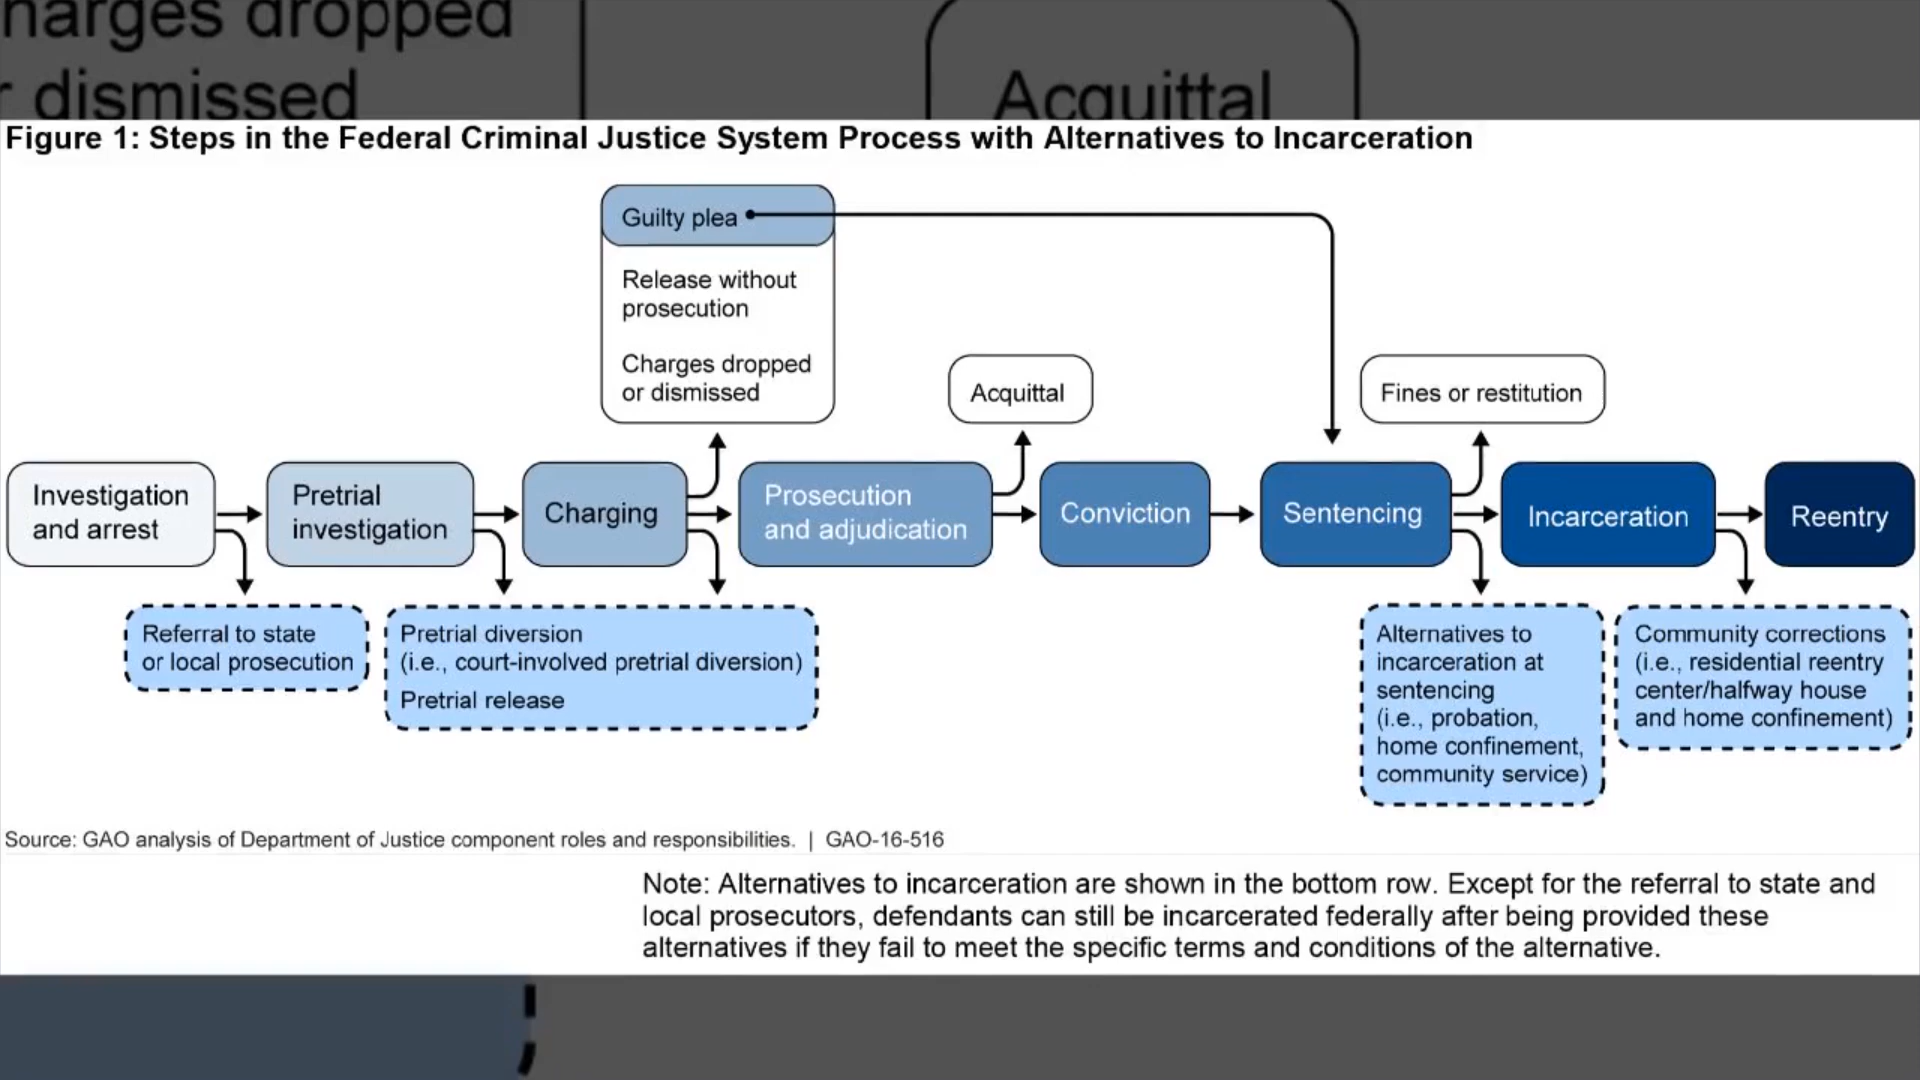 harges dropped
r dismissed
Acquittal
Figure 1: Steps in the Federal Criminal Justice System Process with Alternatives to Incarceration
Guilty plea
Release without
prosecution
Charges dropped
or dismissed
Acquittal
Fines or restitution
Investigation
and arrest
Pretrial
investigation
Charging
Prosecution
and adjudication
Conviction
Sentencing
Incarceration
Reentry
Referral to state
or local prosecution
Pretrial diversion
(i.e., court-involved pretrial diversion)
Pretrial release
Alternatives to
incarceration at
sentencing
(i.e., probation,
home confinement,
community service)
Community corrections
(i.e., residential reentry
center/halfway house
and home confinement)
Source: GAO analysis of Department of Justice component roles and responsibilities. | GAO-16-516
Note: Alternatives to incarceration are shown in the bottom row. Except for the referral to state and
local prosecutors, defendants can still be incarcerated federally after being provided these
alternatives if they fail to meet the specific terms and conditions of the alternative.